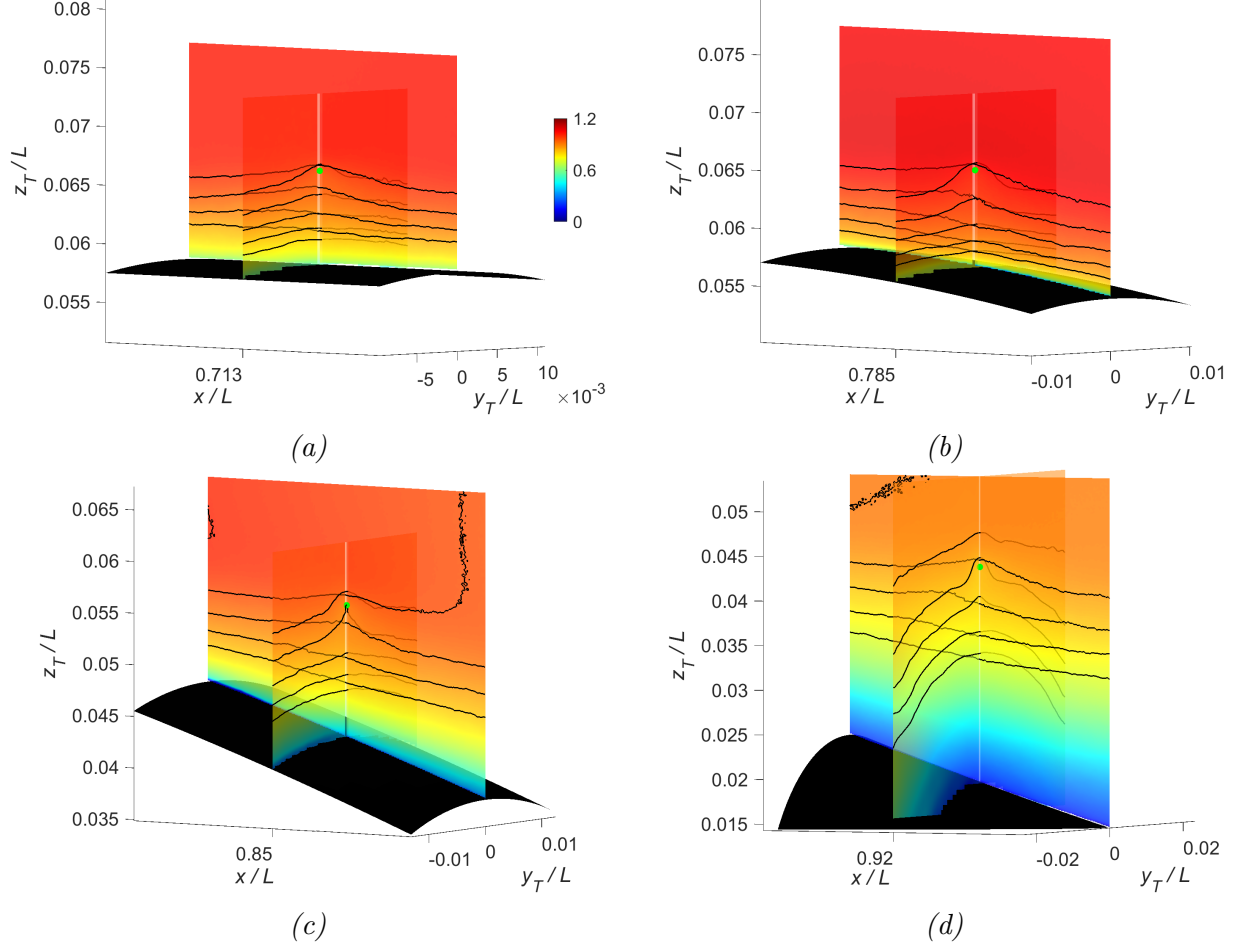 0.08
0.075
0.07
0.065
0.06
0.055
z_T / L
1.2
0.6
0
0.713
x / L
-5 0 5 10
y_T / L ×10^-3
(a)
0.075
0.07
0.065
0.06
0.055
z_T / L
0.785
x / L
-0.01 0 0.01
y_T / L
(b)
0.065
0.06
0.055
0.05
0.045
0.04
0.035
z_T / L
0.85
x / L
-0.01 0 0.01
y_T / L
(c)
0.05
0.045
0.04
0.035
0.03
0.025
0.02
0.015
z_T / L
0.92
x / L
-0.02 0 0.02
y_T / L
(d)